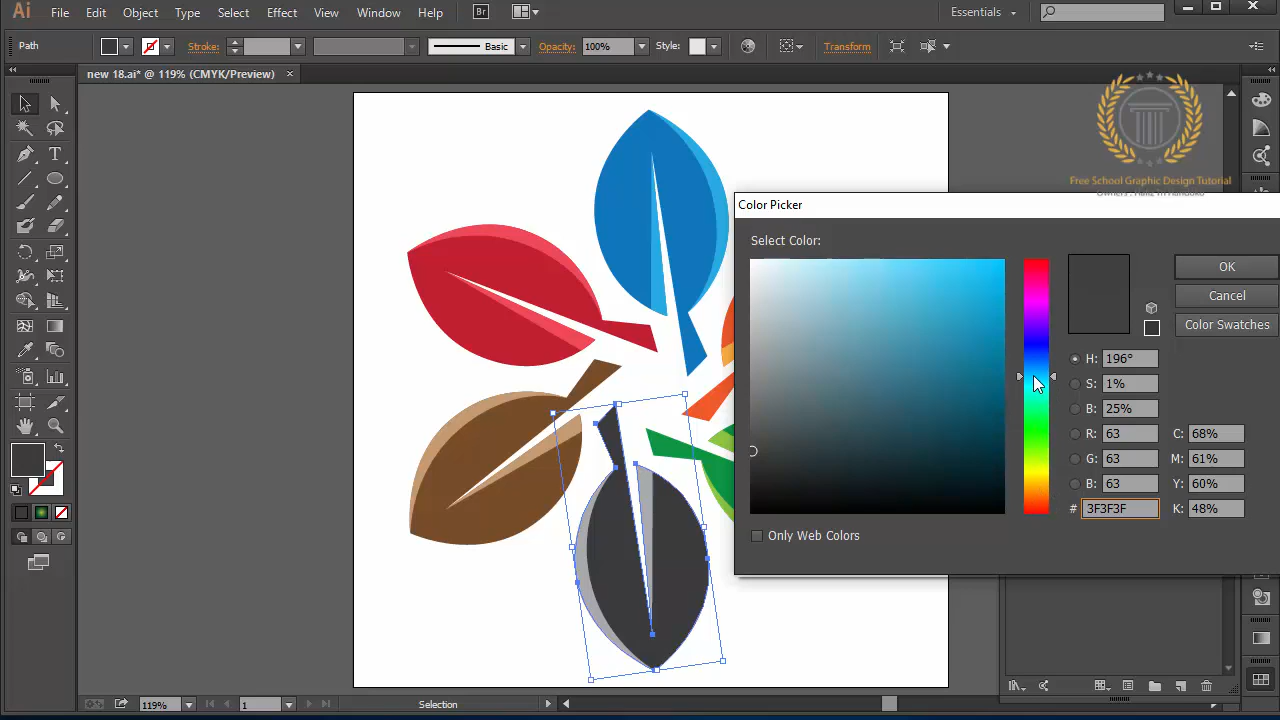 Ai File Edit Object Type Select Effect View Window Help Br Essentials
Path Stroke: Basic Opacity: 100% Style: Transform
new 18.ai* @ 119% (CMYK/Preview)
Free School Graphic Design Tutorial
Color Picker
Select Color:
OK
Cancel
Color Swatches
H: 196°
S: 1%
B: 25%
R: 63 C: 68%
G: 63 M: 61%
B: 63 Y: 60%
# 3F3F3F K: 48%
Only Web Colors
119% 1 Selection